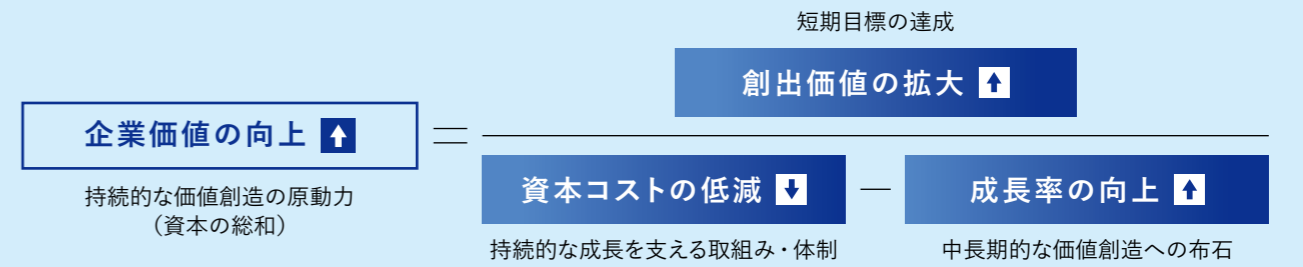 短期目標の達成
創出価値の拡大
企業価値の向上
持続的な価値創造の原動力
（資本の総和）
資本コストの低減
成長率の向上
持続的な成長を支える取組み・体制
中長期的な価値創造への布石